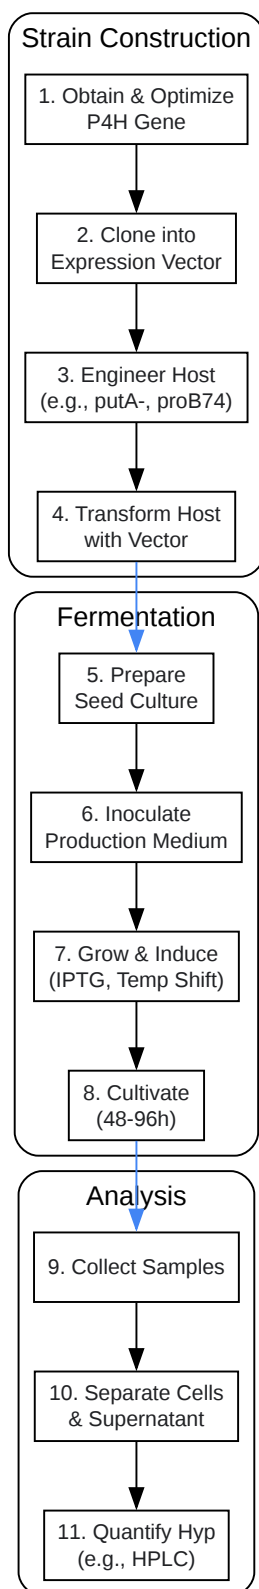 Strain Construction
1. Obtain & Optimize
P4H Gene
2. Clone into
Expression Vector
3. Engineer Host
(e.g., putA-, proB74)
4. Transform Host
with Vector
Fermentation
5. Prepare
Seed Culture
6. Inoculate
Production Medium
7. Grow & Induce
(IPTG, Temp Shift)
8. Cultivate
(48-96h)
Analysis
9. Collect Samples
10. Separate Cells
& Supernatant
11. Quantify Hyp
(e.g., HPLC)